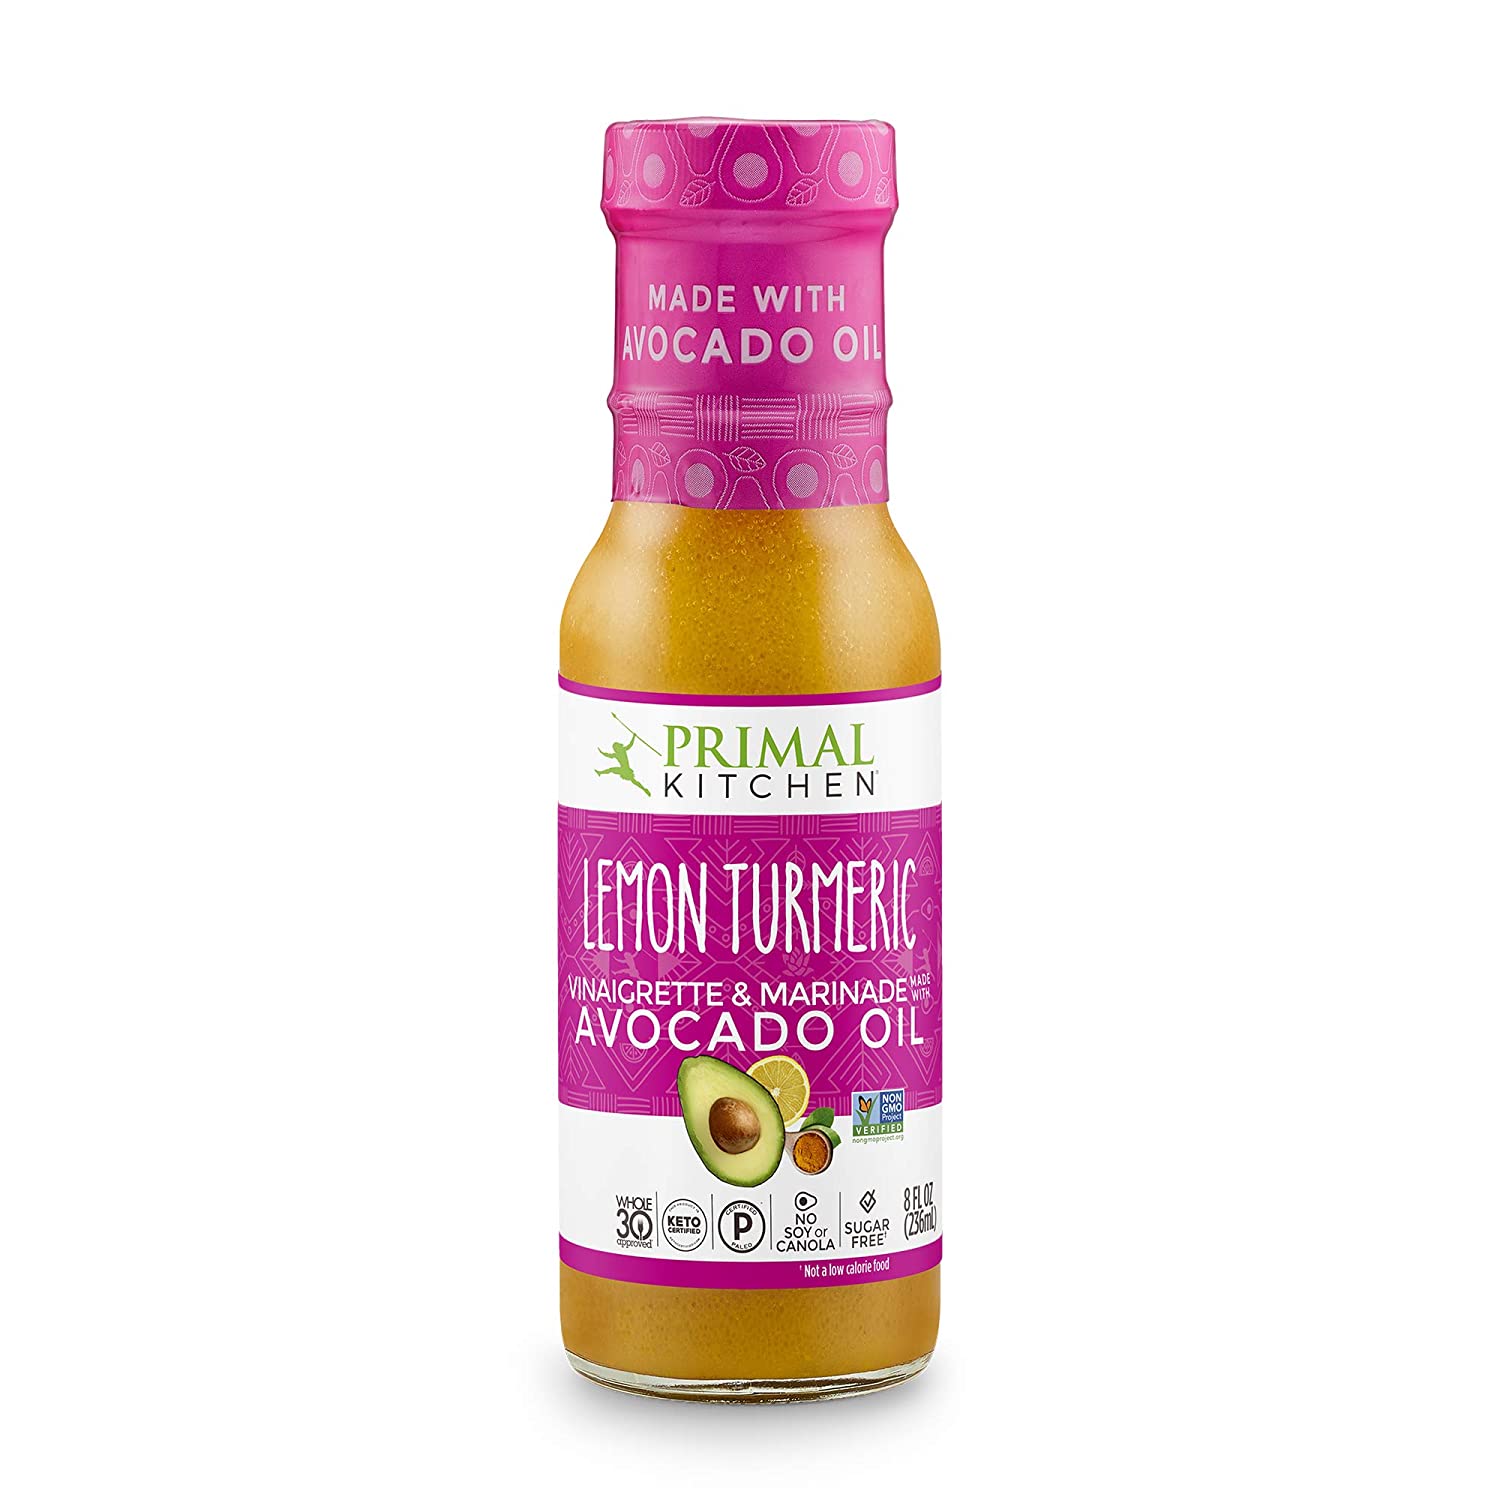 MADE WITH
AVOCADO OIL
PRIMAL
KITCHEN®
LEMON TURMERIC
VINAIGRETTE & MARINADE MADE WITH
AVOCADO OIL
NON
GMO
Project
VERIFIED
nongmoproject.org
WHOLE
30
approved
KETO
CERTIFIED
CERTIFIED
P
PALEO
NO
SOY or
CANOLA
SUGAR
FREE†
8 FL OZ
(236mL)
† Not a low calorie food